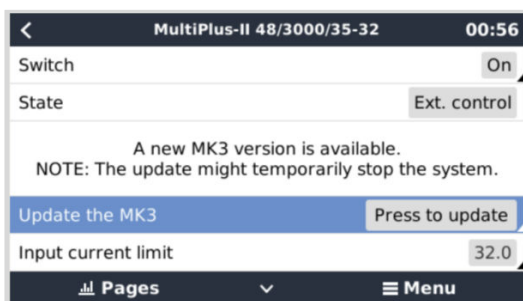 MultiPlus-II 48/3000/35-32 00:56
Switch On
State Ext. control
A new MK3 version is available.
NOTE: The update might temporarily stop the system.
Update the MK3 Press to update
Input current limit 32.0
Pages Menu